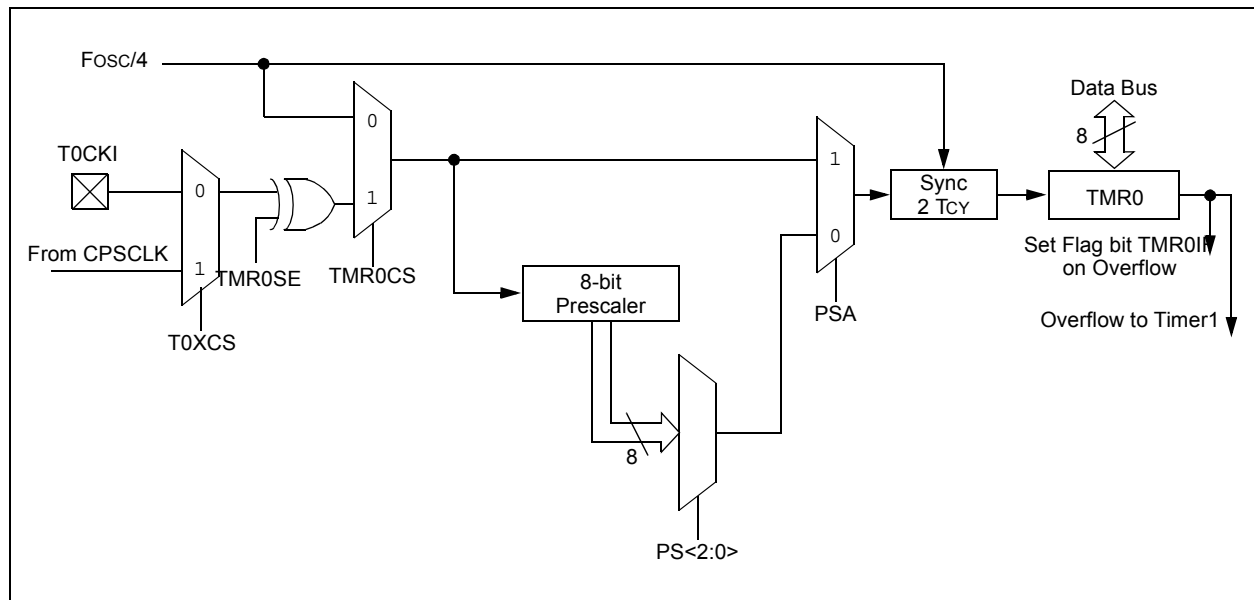 FOSC/4
Data Bus
8
T0CKI
0
1
0
1
1
0
Sync
2 TCY
TMR0
From CPSCLK
TMR0SE
TMR0CS
8-bit
Prescaler
PSA
Set Flag bit TMR0IF
on Overflow
Overflow to Timer1
T0XCS
8
PS<2:0>